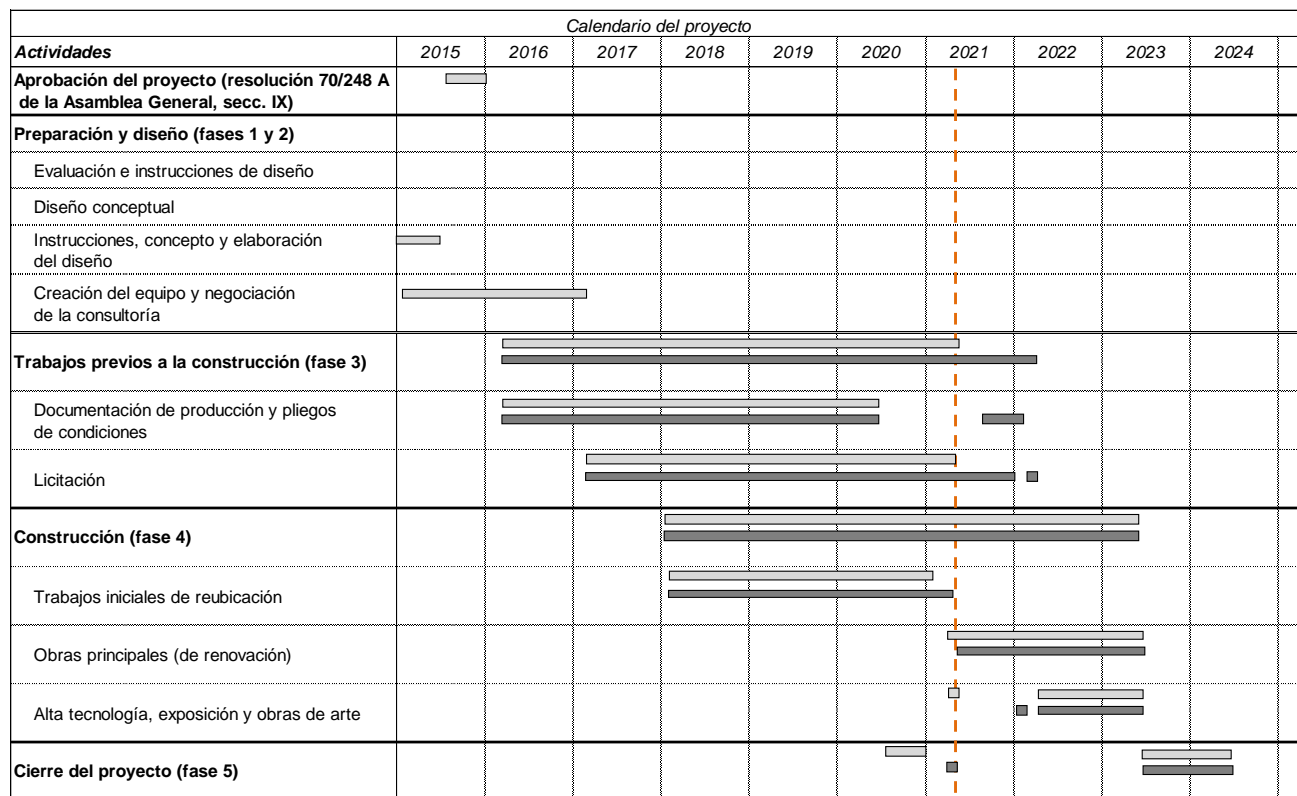 Calendario del proyecto
Actividades 2015 2016 2017 2018 2019 2020 2021 2022 2023 2024
Aprobación del proyecto (resolución 70/248 A
de la Asamblea General, secc. IX)
Preparación y diseño (fases 1 y 2)
Evaluación e instrucciones de diseño
Diseño conceptual
Instrucciones, concepto y elaboración
del diseño
Creación del equipo y negociación
de la consultoría
Trabajos previos a la construcción (fase 3)
Documentación de producción y pliegos
de condiciones
Licitación
Construcción (fase 4)
Trabajos iniciales de reubicación
Obras principales (de renovación)
Alta tecnología, exposición y obras de arte
Cierre del proyecto (fase 5)